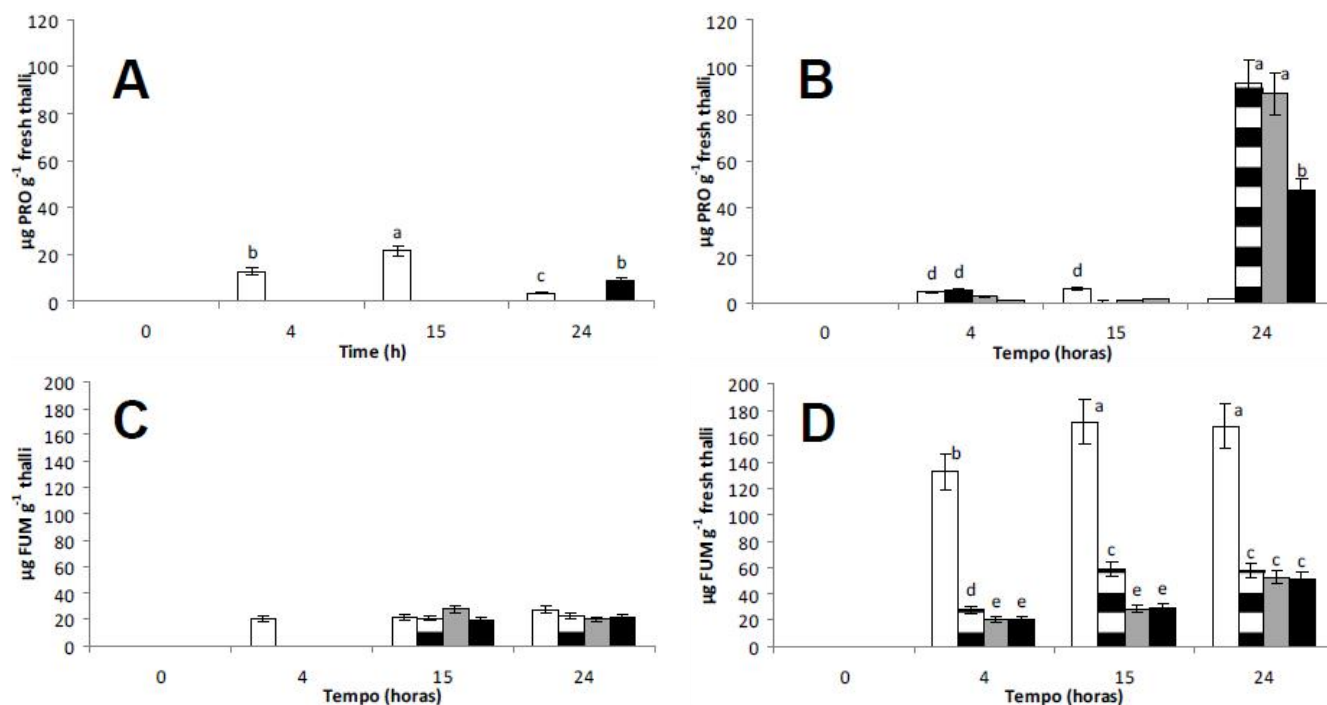 A
120
100
80
60
40
20
0
µg PRO g⁻¹ fresh thalli
b
a
c
b
0 4 15 24
Time (h)
B
120
100
80
60
40
20
0
µg PRO g⁻¹ fresh thalli
d d
d
a a
b
0 4 15 24
Tempo (horas)
C
200
180
160
140
120
100
80
60
40
20
0
µg FUM g⁻¹ thalli
0 4 15 24
Tempo (horas)
D
200
180
160
140
120
100
80
60
40
20
0
µg FUM g⁻¹ fresh thalli
b
d e e
a
c
e e
a
c c c
0 4 15 24
Tempo (horas)